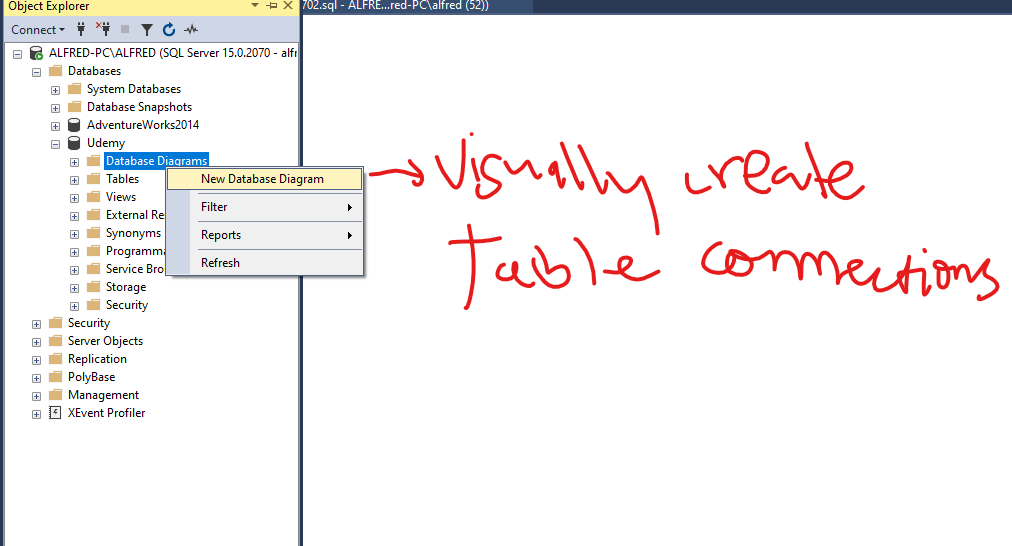 Object Explorer
702.sql - ALFRE...red-PC\alfred (52))
Connect
ALFRED-PC\ALFRED (SQL Server 15.0.2070 - alfr
Databases
System Databases
Database Snapshots
AdventureWorks2014
Udemy
Database Diagrams
Tables
Views
External Re
Synonyms
Programma
Service Bro
Storage
Security
Security
Server Objects
Replication
PolyBase
Management
XEvent Profiler
New Database Diagram
Filter
Reports
Refresh
Visually create
Table connections